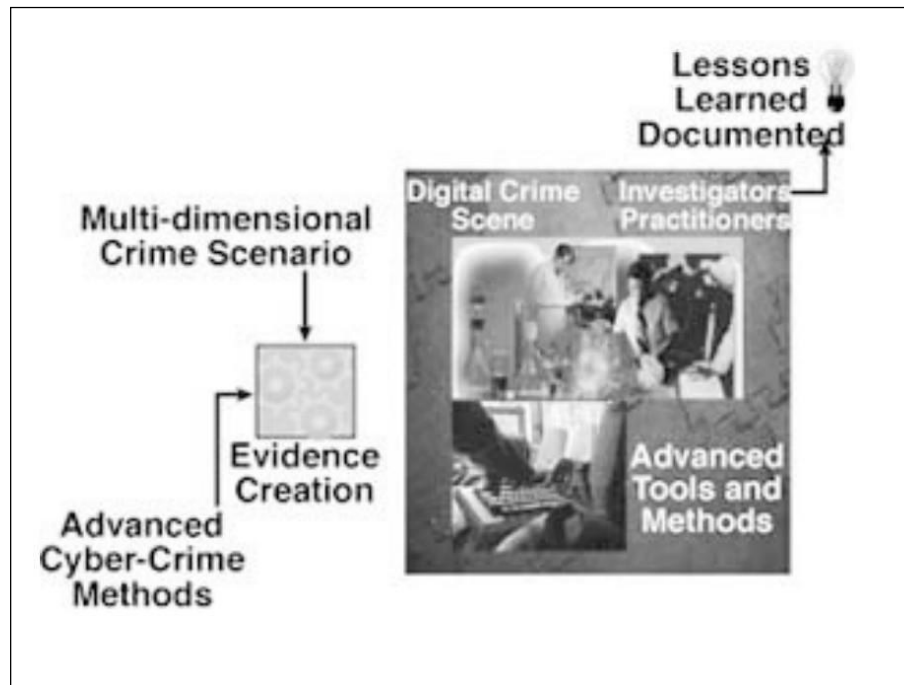 Lessons
Learned
Documented
Digital Crime
Scene
Investigators
Practitioners
Multi-dimensional
Crime Scenario
Evidence
Creation
Advanced
Tools and
Methods
Advanced
Cyber-Crime
Methods